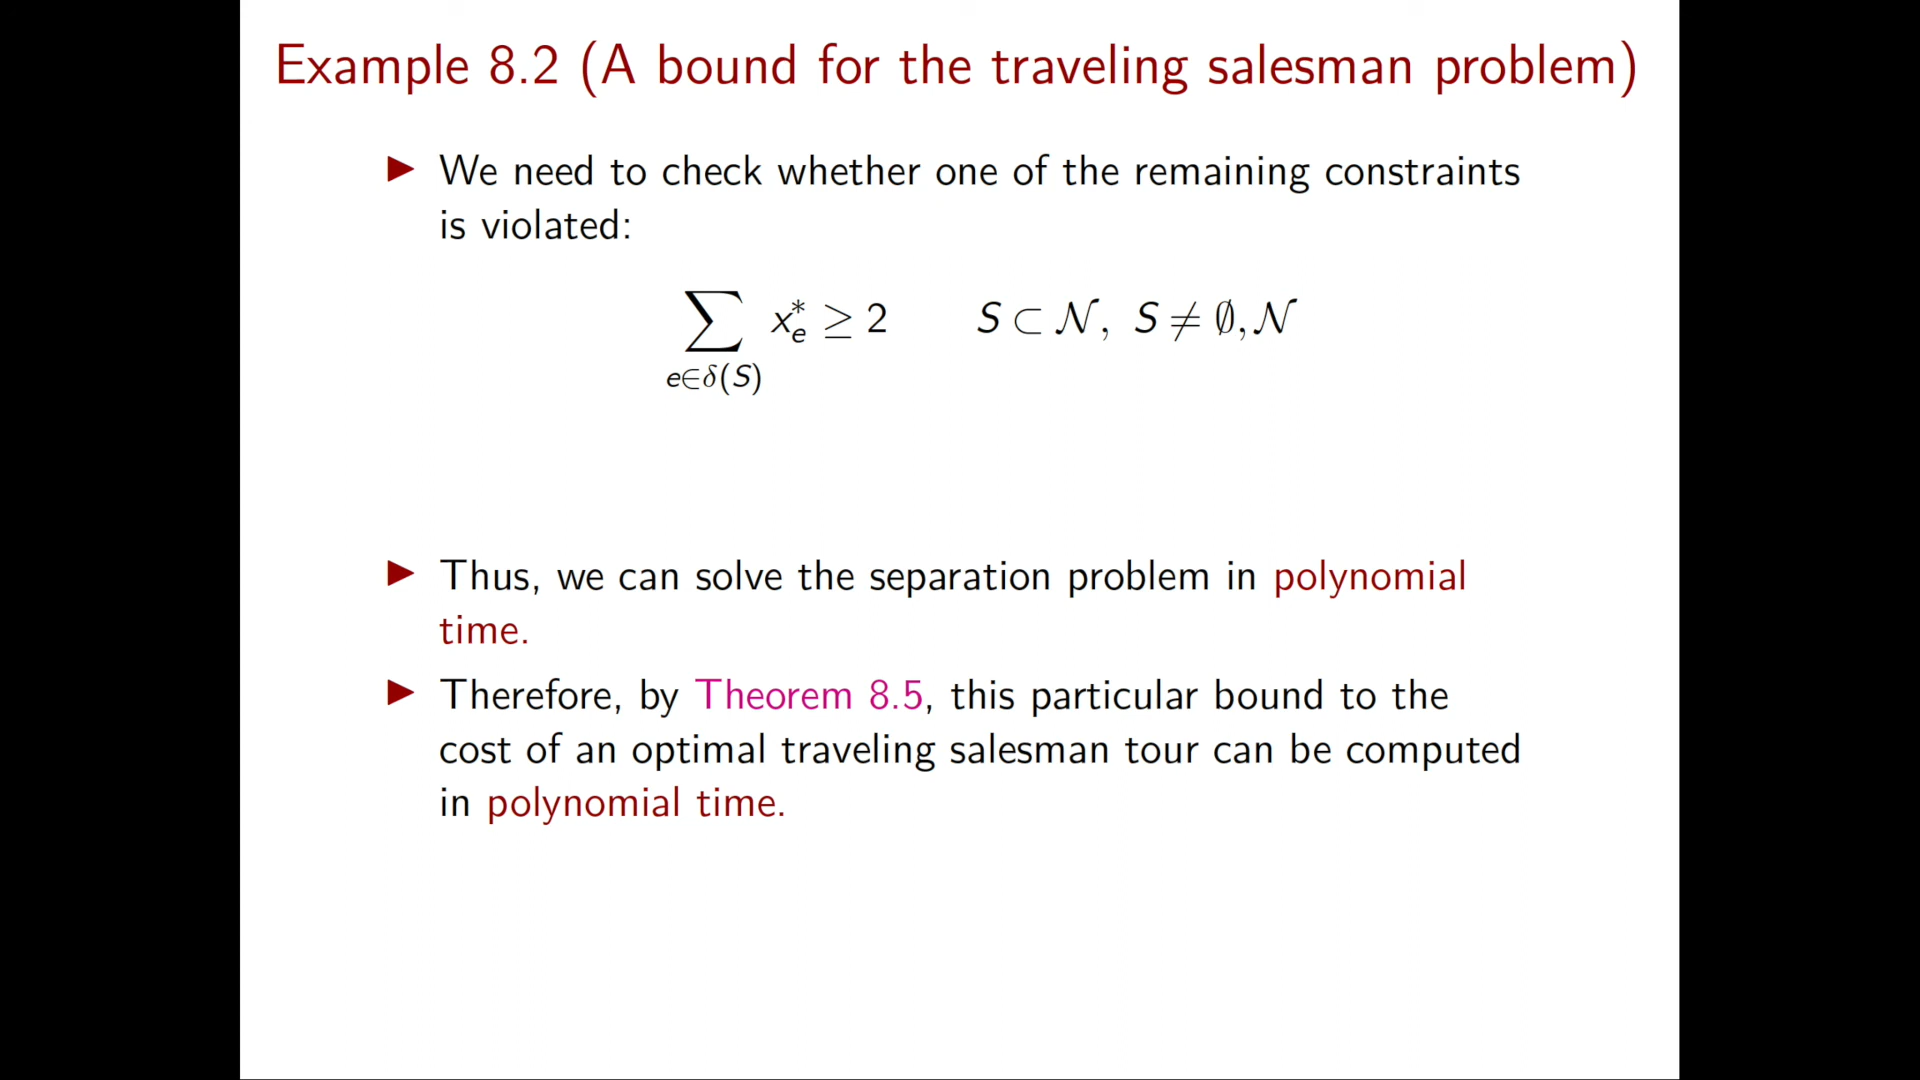 Example 8.2 (A bound for the traveling salesman problem)
▶ We need to check whether one of the remaining constraints
is violated:
∑_{e∈δ(S)} x_e^* ≥ 2    S ⊂ 𝒩, S ≠ ∅, 𝒩
▶ Thus, we can solve the separation problem in polynomial
time.
▶ Therefore, by Theorem 8.5, this particular bound to the
cost of an optimal traveling salesman tour can be computed
in polynomial time.